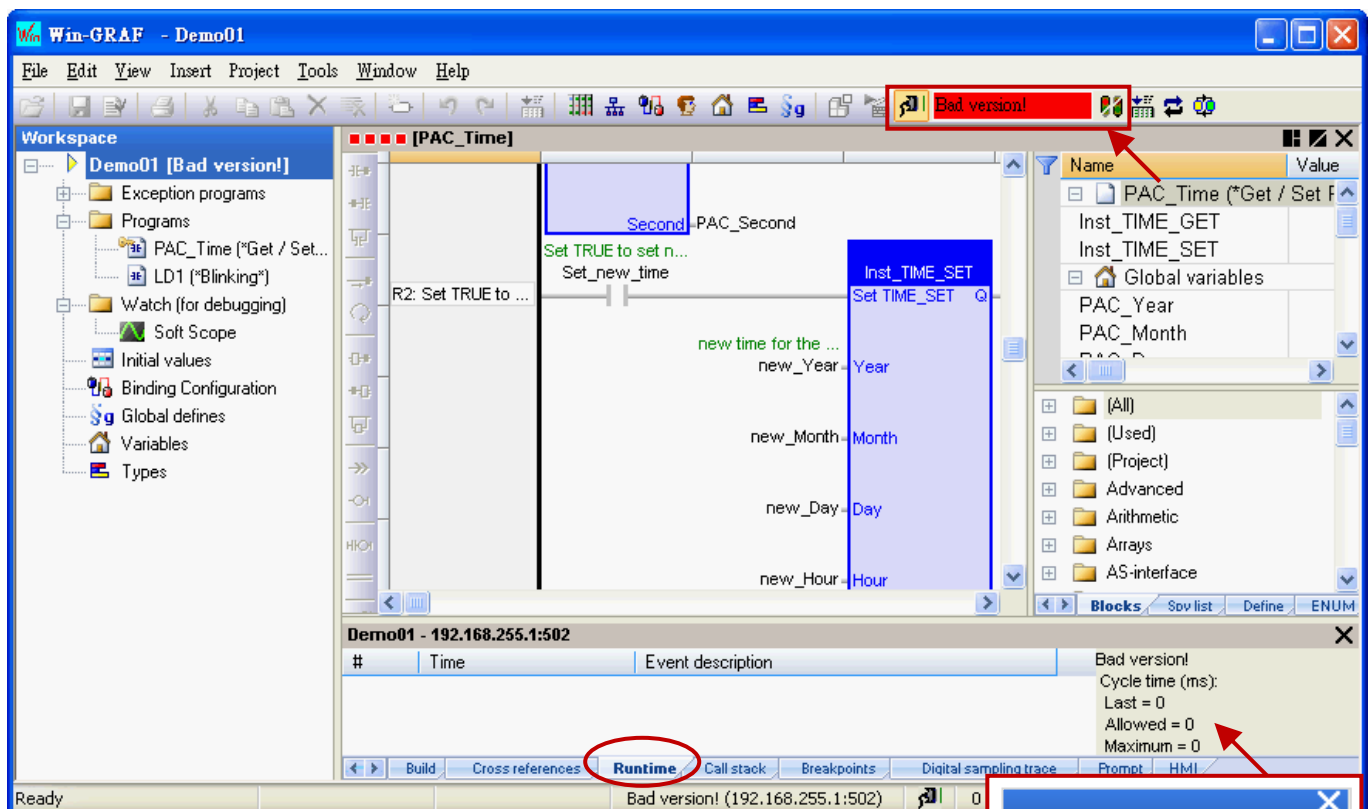 Win-GRAF - Demo01
File Edit View Insert Project Tools Window Help
Bad version!
Workspace
Demo01 [Bad version!]
Exception programs
Programs
PAC_Time (*Get / Set...
LD1 (*Blinking*)
Watch (for debugging)
Soft Scope
Initial values
Binding Configuration
Global defines
Variables
Types
[PAC_Time]
Second PAC_Second
Set TRUE to set n...
Set_new_time
Inst_TIME_SET
R2: Set TRUE to ...
Set TIME_SET Q
new time for the ...
new_Year Year
new_Month Month
new_Day Day
new_Hour Hour
Name Value
PAC_Time (*Get / Set
Inst_TIME_GET
Inst_TIME_SET
Global variables
PAC_Year
PAC_Month
(All)
(Used)
(Project)
Advanced
Arithmetic
Arrays
AS-interface
Blocks Spy list Define ENUM
Demo01 - 192.168.255.1:502
# Time Event description
Bad version!
Cycle time (ms):
Last = 0
Allowed = 0
Maximum = 0
Build Cross references Runtime Call stack Breakpoints Digital sampling trace Prompt HMI
Ready Bad version! (192.168.255.1:502) 0